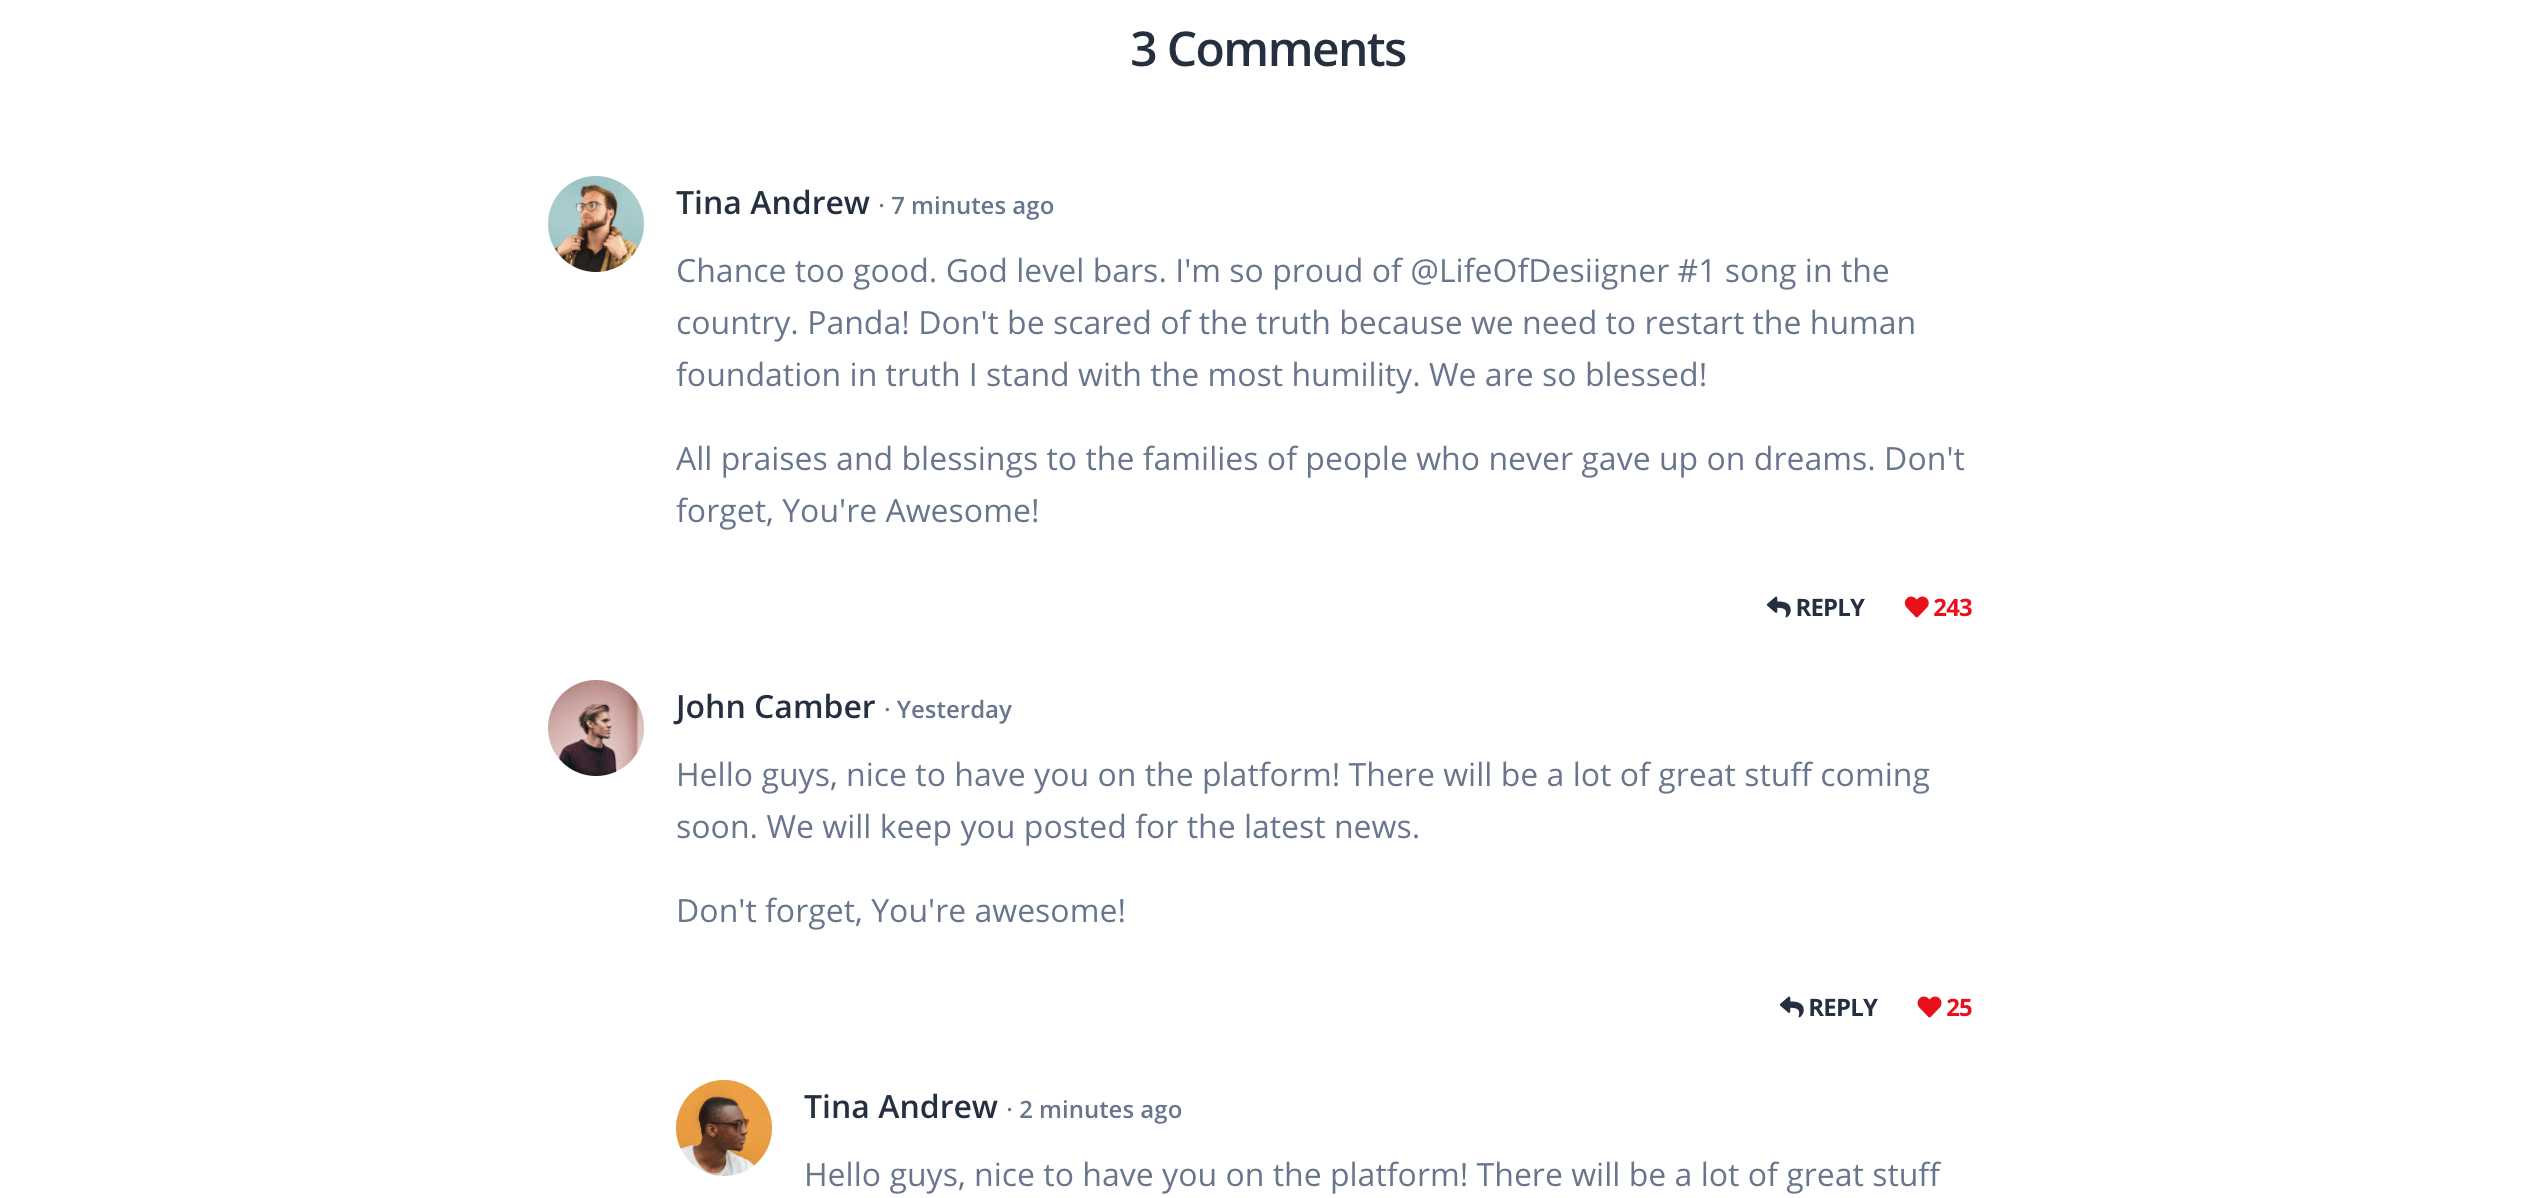 3 Comments
Tina Andrew · 7 minutes ago
Chance too good. God level bars. I'm so proud of @LifeOfDesiigner #1 song in the
country. Panda! Don't be scared of the truth because we need to restart the human
foundation in truth I stand with the most humility. We are so blessed!
All praises and blessings to the families of people who never gave up on dreams. Don't
forget, You're Awesome!
REPLY 243
John Camber · Yesterday
Hello guys, nice to have you on the platform! There will be a lot of great stuff coming
soon. We will keep you posted for the latest news.
Don't forget, You're awesome!
REPLY 25
Tina Andrew · 2 minutes ago
Hello guys, nice to have you on the platform! There will be a lot of great stuff